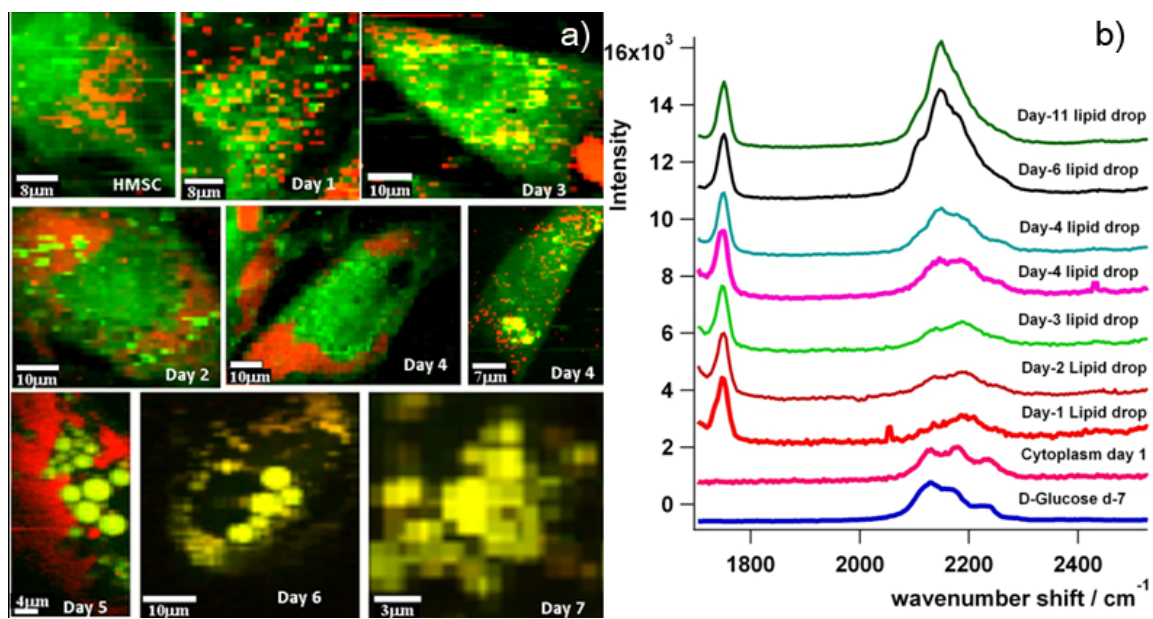 a)
8μm
HMSC
8μm
Day 1
10μm
Day 3
10μm
Day 2
10μm
Day 4
7μm
Day 4
4μm
Day 5
10μm
Day 6
3μm
Day 7
b)
16x10³
14
12
10
8
6
4
2
0
Intensity
Day-11 lipid drop
Day-6 lipid drop
Day-4 lipid drop
Day-4 lipid drop
Day-3 lipid drop
Day-2 Lipid drop
Day-1 Lipid drop
Cytoplasm day 1
D-Glucose d-7
1800 2000 2200 2400
wavenumber shift / cm⁻¹